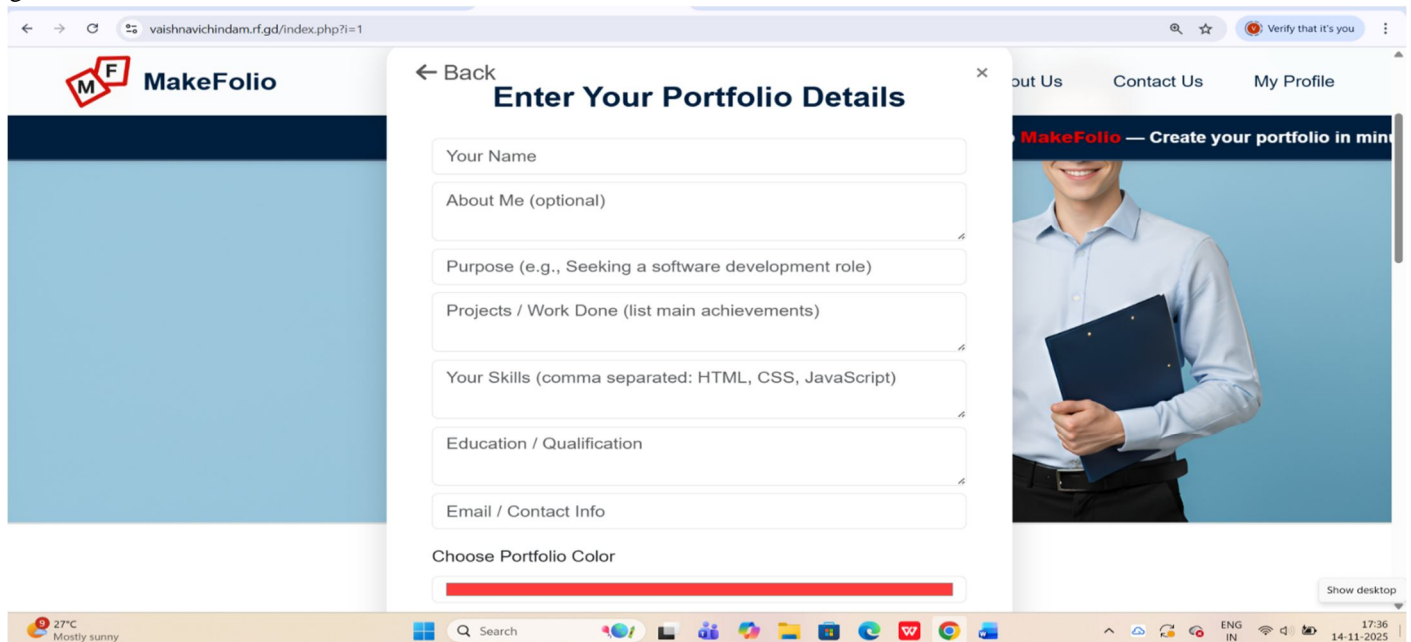 vaishnavichindam.rf.gd/index.php?i=1
Verify that it's you
M F
MakeFolio
out Us
Contact Us
My Profile
MakeFolio — Create your portfolio in
Back
×
Enter Your Portfolio Details
Your Name
About Me (optional)
Purpose (e.g., Seeking a software development role)
Projects / Work Done (list main achievements)
Your Skills (comma separated: HTML, CSS, JavaScript)
Education / Qualification
Email / Contact Info
Choose Portfolio Color
Show desktop
9
27°C
Mostly sunny
Search
W
ENG
IN
17:36
14-11-2025